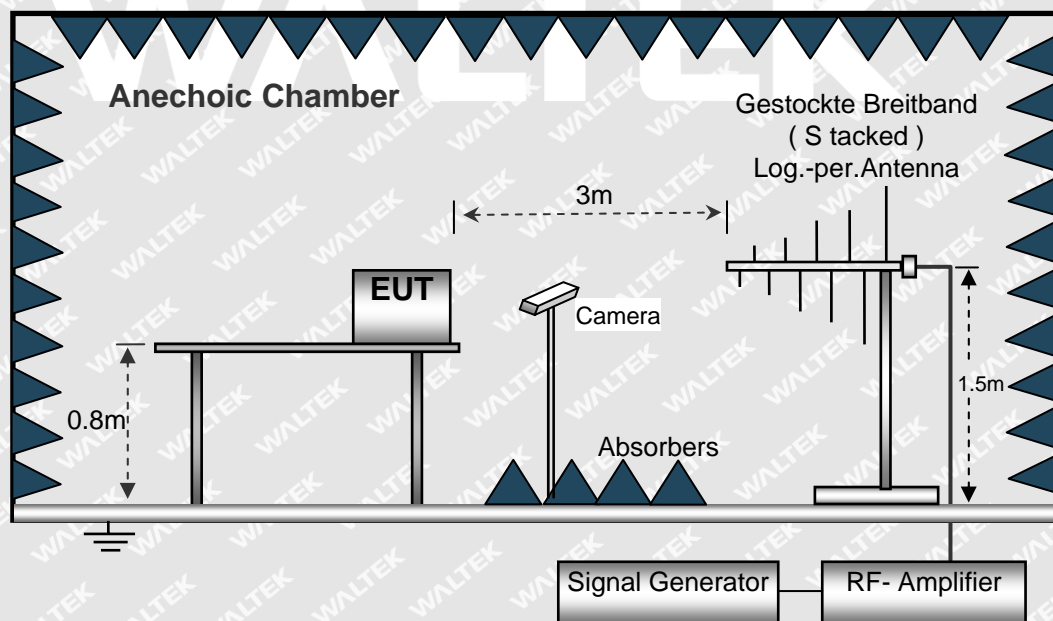 WALTEK
Anechoic Chamber
Gestockte Breitband
( S tacked )
Log.-per.Antenna
3m
EUT
Camera
1.5m
0.8m
Absorbers
Signal Generator
RF- Amplifier